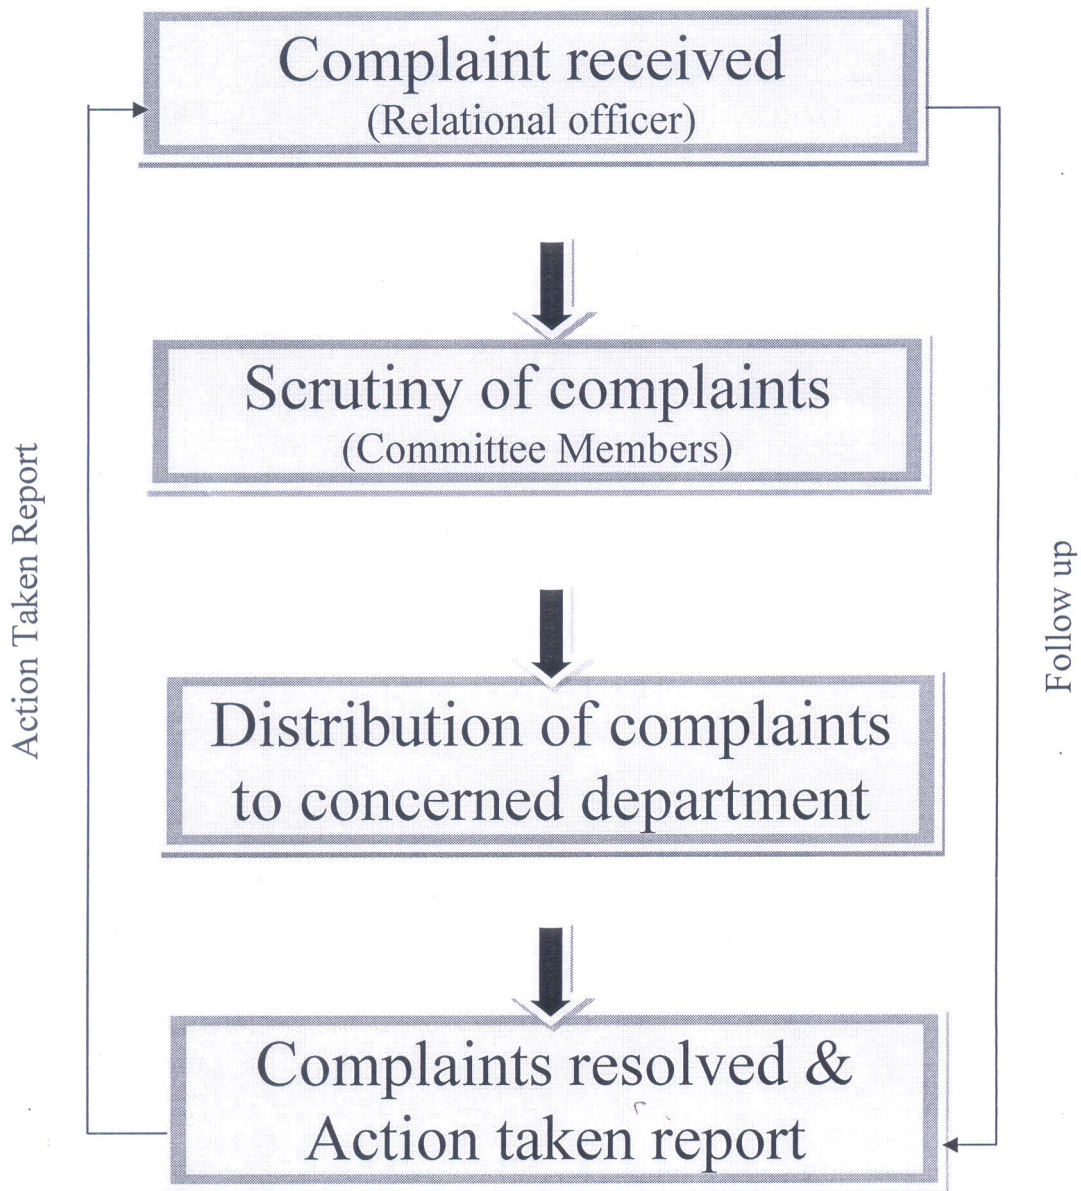 Complaint received
(Relational officer)
Scrutiny of complaints
(Committee Members)
Action Taken Report
Follow up
Distribution of complaints
to concerned department
Complaints resolved &
Action taken report